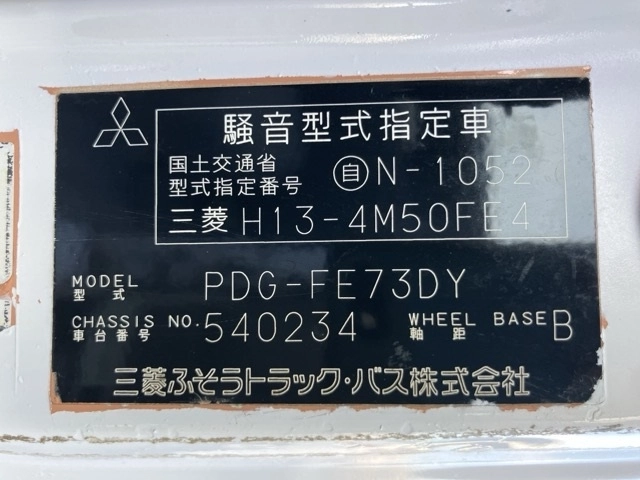 騒音型式指定車
国土交通省
型式指定番号 自N-1052
三菱 H13-4M50FE4
MODEL
型式 PDG-FE73DY
CHASSIS NO. 540234 WHEEL BASE B
車台番号 軸距
三菱ふそうトラック・バス株式会社